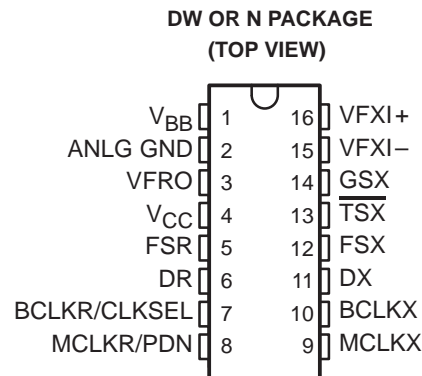 DW OR N PACKAGE
(TOP VIEW)
VBB 1 16 VFXI+
ANLG GND 2 15 VFXI–
VFRO 3 14 GSX
VCC 4 13 TSX
FSR 5 12 FSX
DR 6 11 DX
BCLKR/CLKSEL 7 10 BCLKX
MCLKR/PDN 8 9 MCLKX